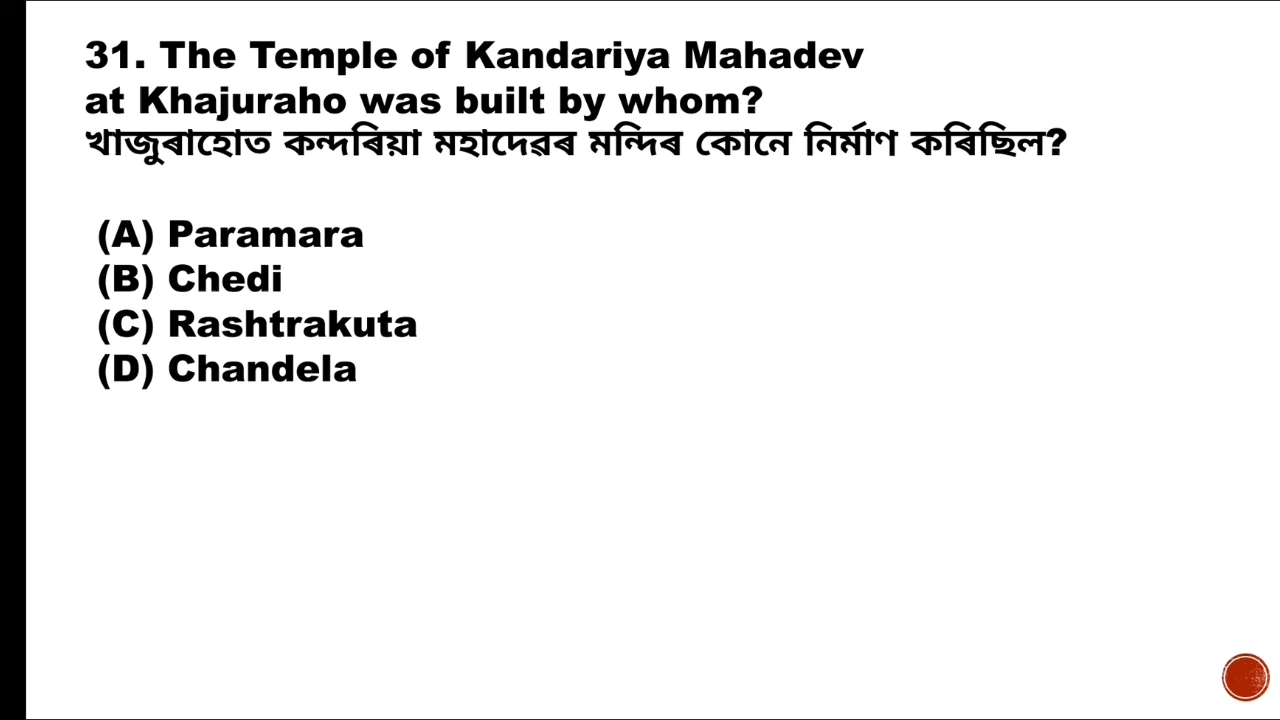 31. The Temple of Kandariya Mahadev
at Khajuraho was built by whom?
খাজুৰাহোত কন্দৰিয়া মহাদেৱৰ মন্দিৰ কোনে নিৰ্মাণ কৰিছিল?
(A) Paramara
(B) Chedi
(C) Rashtrakuta
(D) Chandela